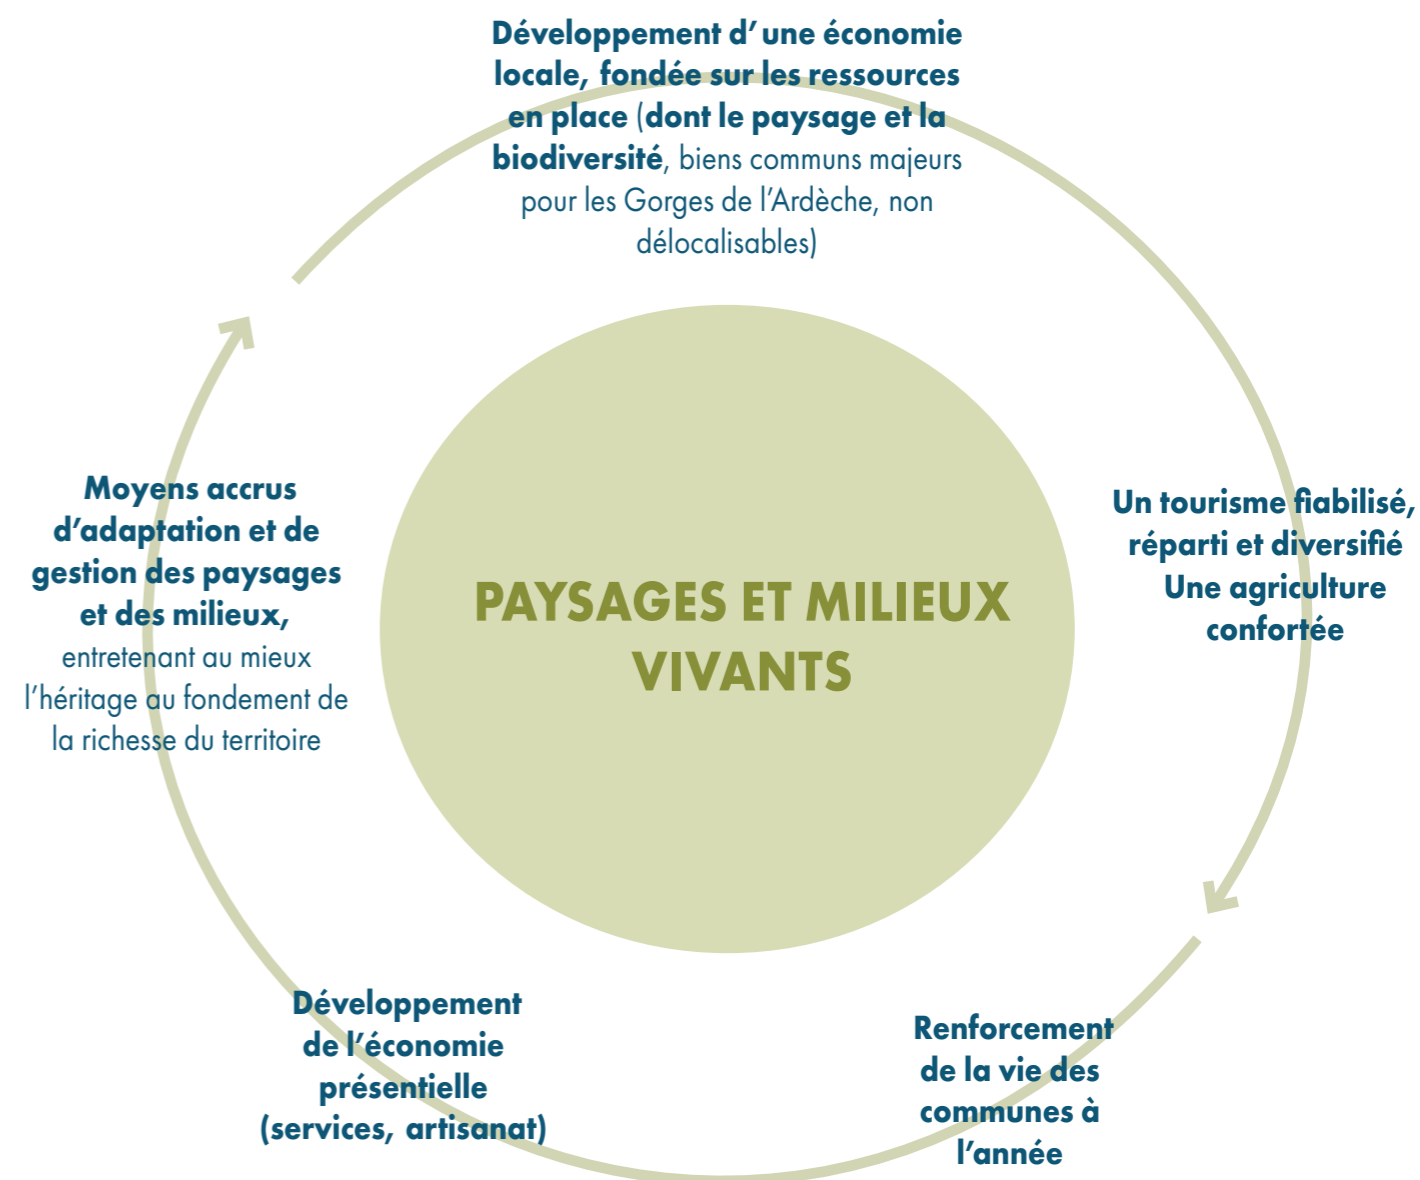 Développement d’une économie
locale, fondée sur les ressources
en place (dont le paysage et la
biodiversité, biens communs majeurs
pour les Gorges de l’Ardèche, non
délocalisables)
Un tourisme fiabilisé,
réparti et diversifié
Une agriculture
confortée
Renforcement
de la vie des
communes à
l’année
Développement
de l’économie
présentielle
(services, artisanat)
Moyens accrus
d’adaptation et de
gestion des paysages
et des milieux,
entretenant au mieux
l’héritage au fondement de
la richesse du territoire
PAYSAGES ET MILIEUX
VIVANTS